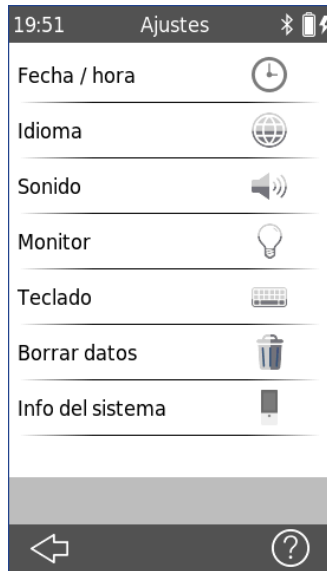 19:51 Ajustes
Fecha / hora
Idioma
Sonido
Monitor
Teclado
Borrar datos
Info del sistema
?